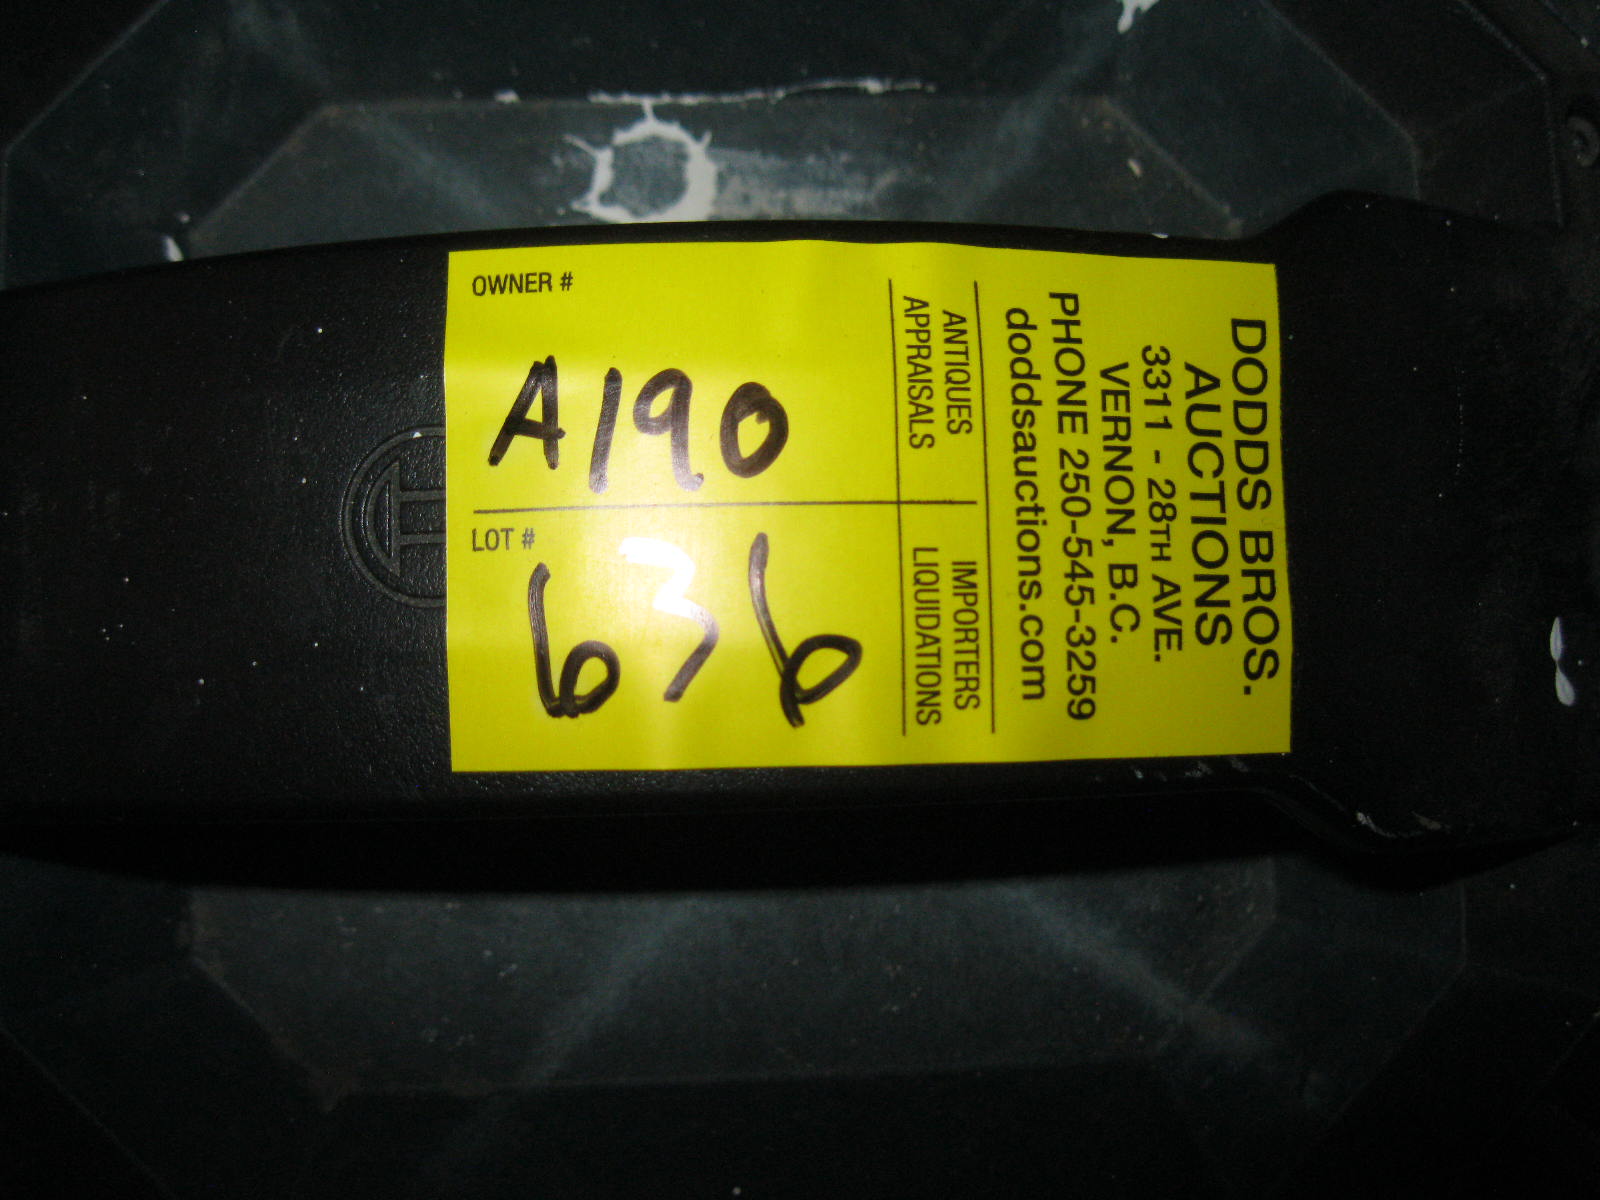 DODDS BROS.
AUCTIONS
3311 - 28TH AVE.
VERNON, B.C.
PHONE 250-545-3259
doddsauctions.com
ANTIQUES
APPRAISALS
IMPORTERS
LIQUIDATIONS
OWNER #
A190
LOT #
636